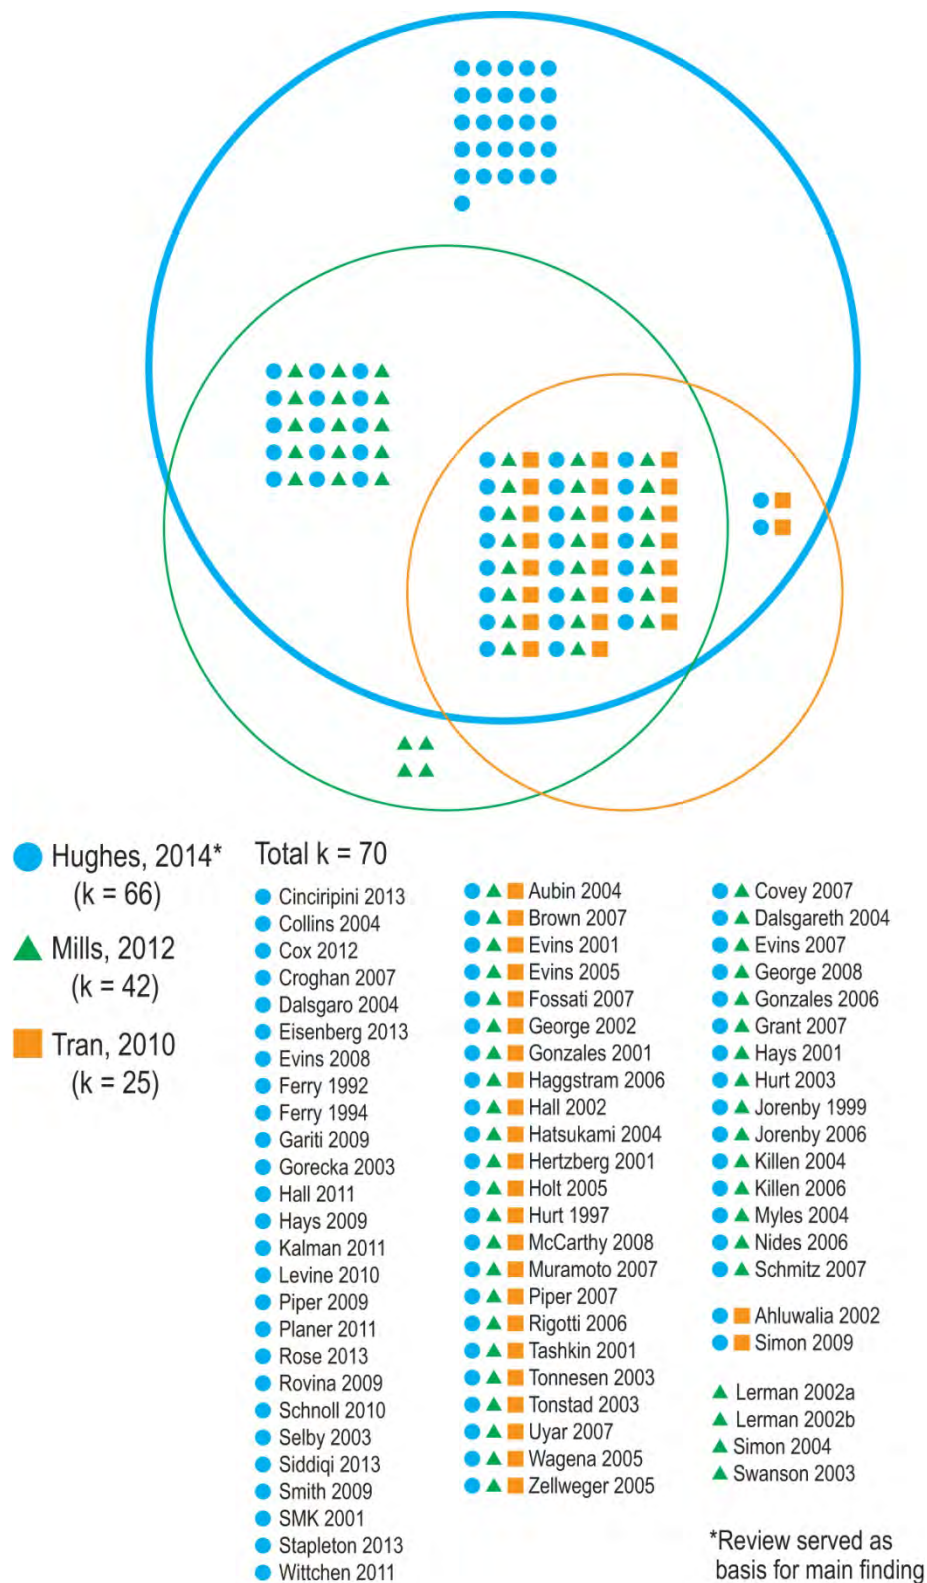 Hughes, 2014*
(k = 66)
Mills, 2012
(k = 42)
Tran, 2010
(k = 25)
Total k = 70
Cinciripini 2013
Collins 2004
Cox 2012
Croghan 2007
Dalsgaro 2004
Eisenberg 2013
Evins 2008
Ferry 1992
Ferry 1994
Gariti 2009
Gorecka 2003
Hall 2011
Hays 2009
Kalman 2011
Levine 2010
Piper 2009
Planer 2011
Rose 2013
Rovina 2009
Schnoll 2010
Selby 2003
Siddiqi 2013
Smith 2009
SMK 2001
Stapleton 2013
Wittchen 2011
Aubin 2004
Brown 2007
Evins 2001
Evins 2005
Fossati 2007
George 2002
Gonzales 2001
Haggstram 2006
Hall 2002
Hatsukami 2004
Hertzberg 2001
Holt 2005
Hurt 1997
McCarthy 2008
Muramoto 2007
Piper 2007
Rigotti 2006
Tashkin 2001
Tonnesen 2003
Tonstad 2003
Uyar 2007
Wagena 2005
Zellweger 2005
Covey 2007
Dalsgareth 2004
Evins 2007
George 2008
Gonzales 2006
Grant 2007
Hays 2001
Hurt 2003
Jorenby 1999
Jorenby 2006
Killen 2004
Killen 2006
Myles 2004
Nides 2006
Schmitz 2007
Ahluwalia 2002
Simon 2009
Lerman 2002a
Lerman 2002b
Simon 2004
Swanson 2003
*Review served as
basis for main finding